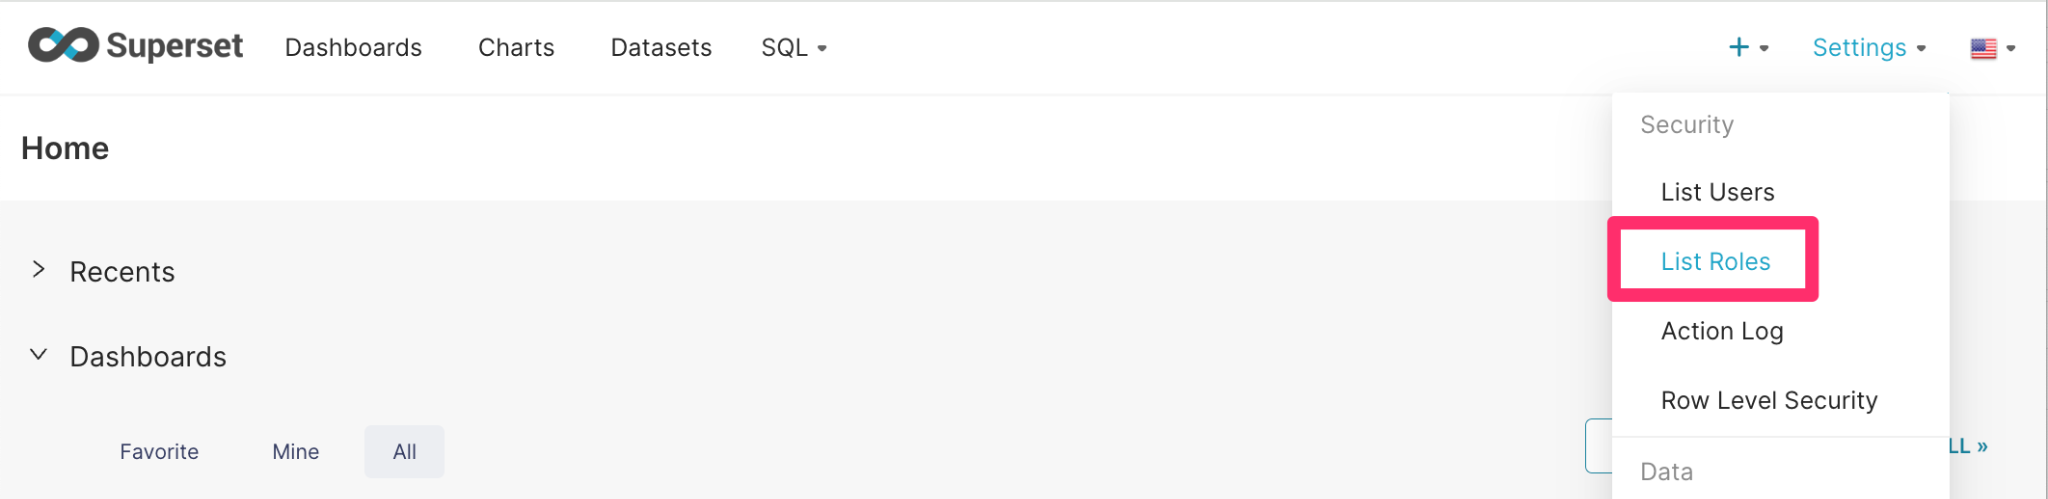 Superset Dashboards Charts Datasets SQL + Settings
Home
Security
List Users
List Roles
Action Log
Row Level Security
Data
Recents
Dashboards
Favorite Mine All
LL »